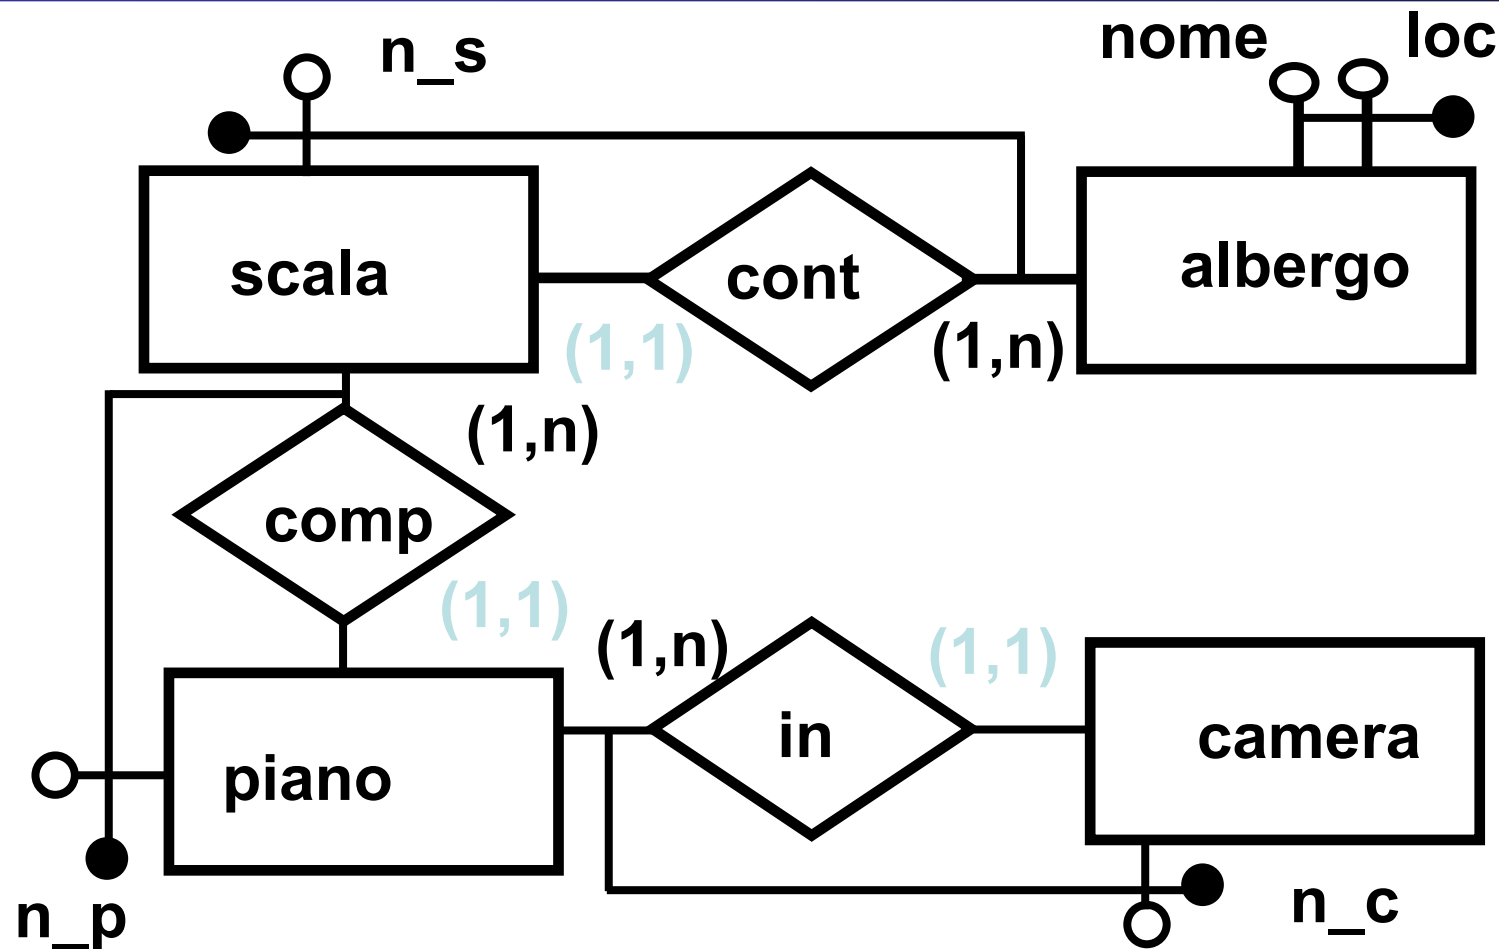 n_s
nome
loc
scala
cont
albergo
(1,1)
(1,n)
(1,n)
comp
(1,1)
(1,n)
(1,1)
piano
in
camera
n_p
n_c